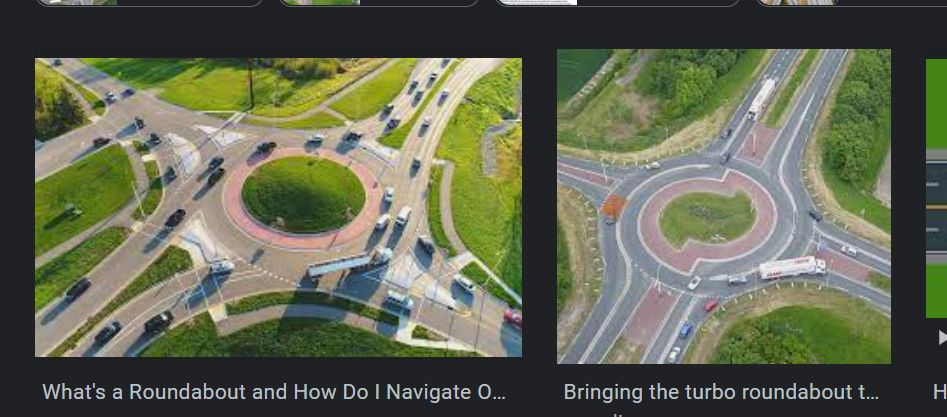 What's a Roundabout and How Do I Navigate O...
Bringing the turbo roundabout t...
H